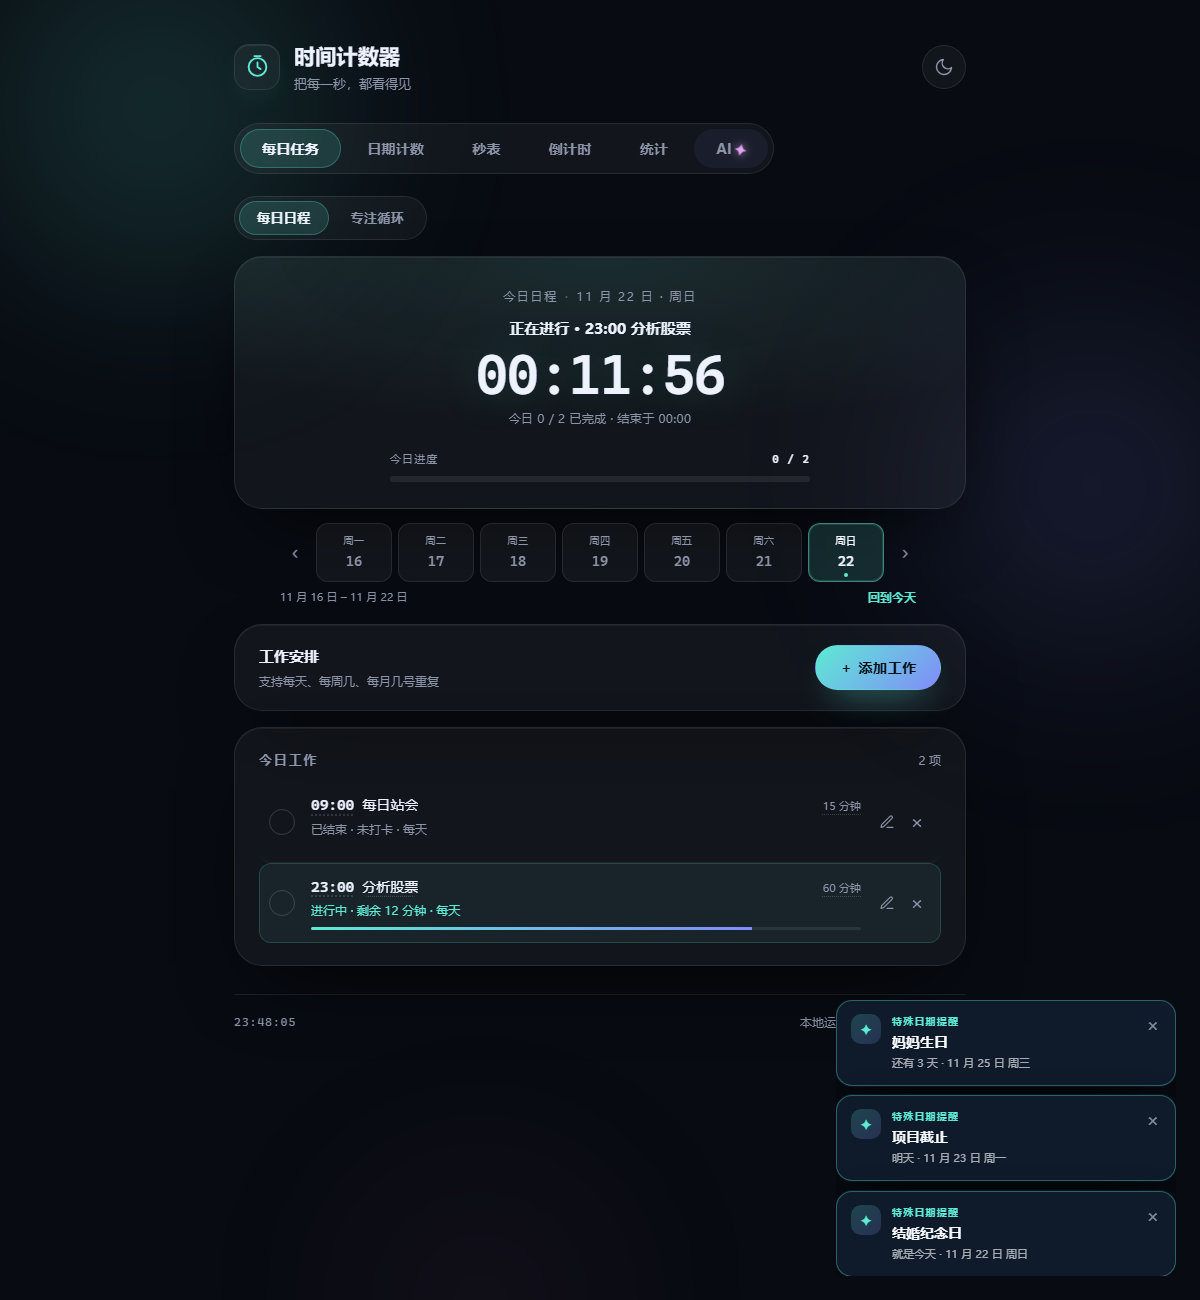 时间计数器
把每一秒，都看得见
每日任务 日期计数 秒表 倒计时 统计 AI
每日日程 专注循环
今日日程 · 11 月 22 日 · 周日
正在进行 • 23:00 分析股票
00:11:56
今日 0 / 2 已完成 · 结束于 00:00
今日进度 0 / 2
周一 周二 周三 周四 周五 周六 周日
16 17 18 19 20 21 22
11 月 16 日 – 11 月 22 日 回到今天
工作安排
支持每天、每周几、每月几号重复
+ 添加工作
今日工作 2 项
09:00 每日站会 15 分钟
已结束 · 未打卡 · 每天
23:00 分析股票 60 分钟
进行中 · 剩余 12 分钟 · 每天
23:48:05 本地运
特殊日期提醒
妈妈生日
还有 3 天 · 11 月 25 日 周三
特殊日期提醒
项目截止
明天 · 11 月 23 日 周一
特殊日期提醒
结婚纪念日
就是今天 · 11 月 22 日 周日